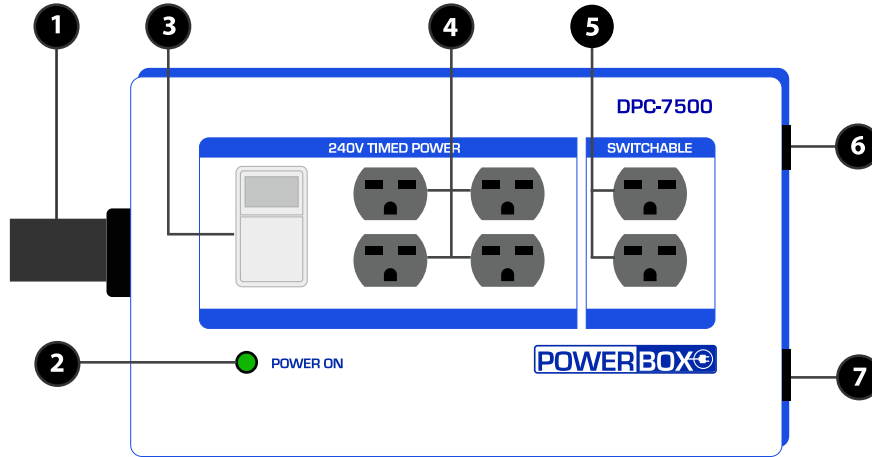 1
3
4
5
DPC-7500
6
240V TIMED POWER
SWITCHABLE
2
POWER ON
POWERBOX
7